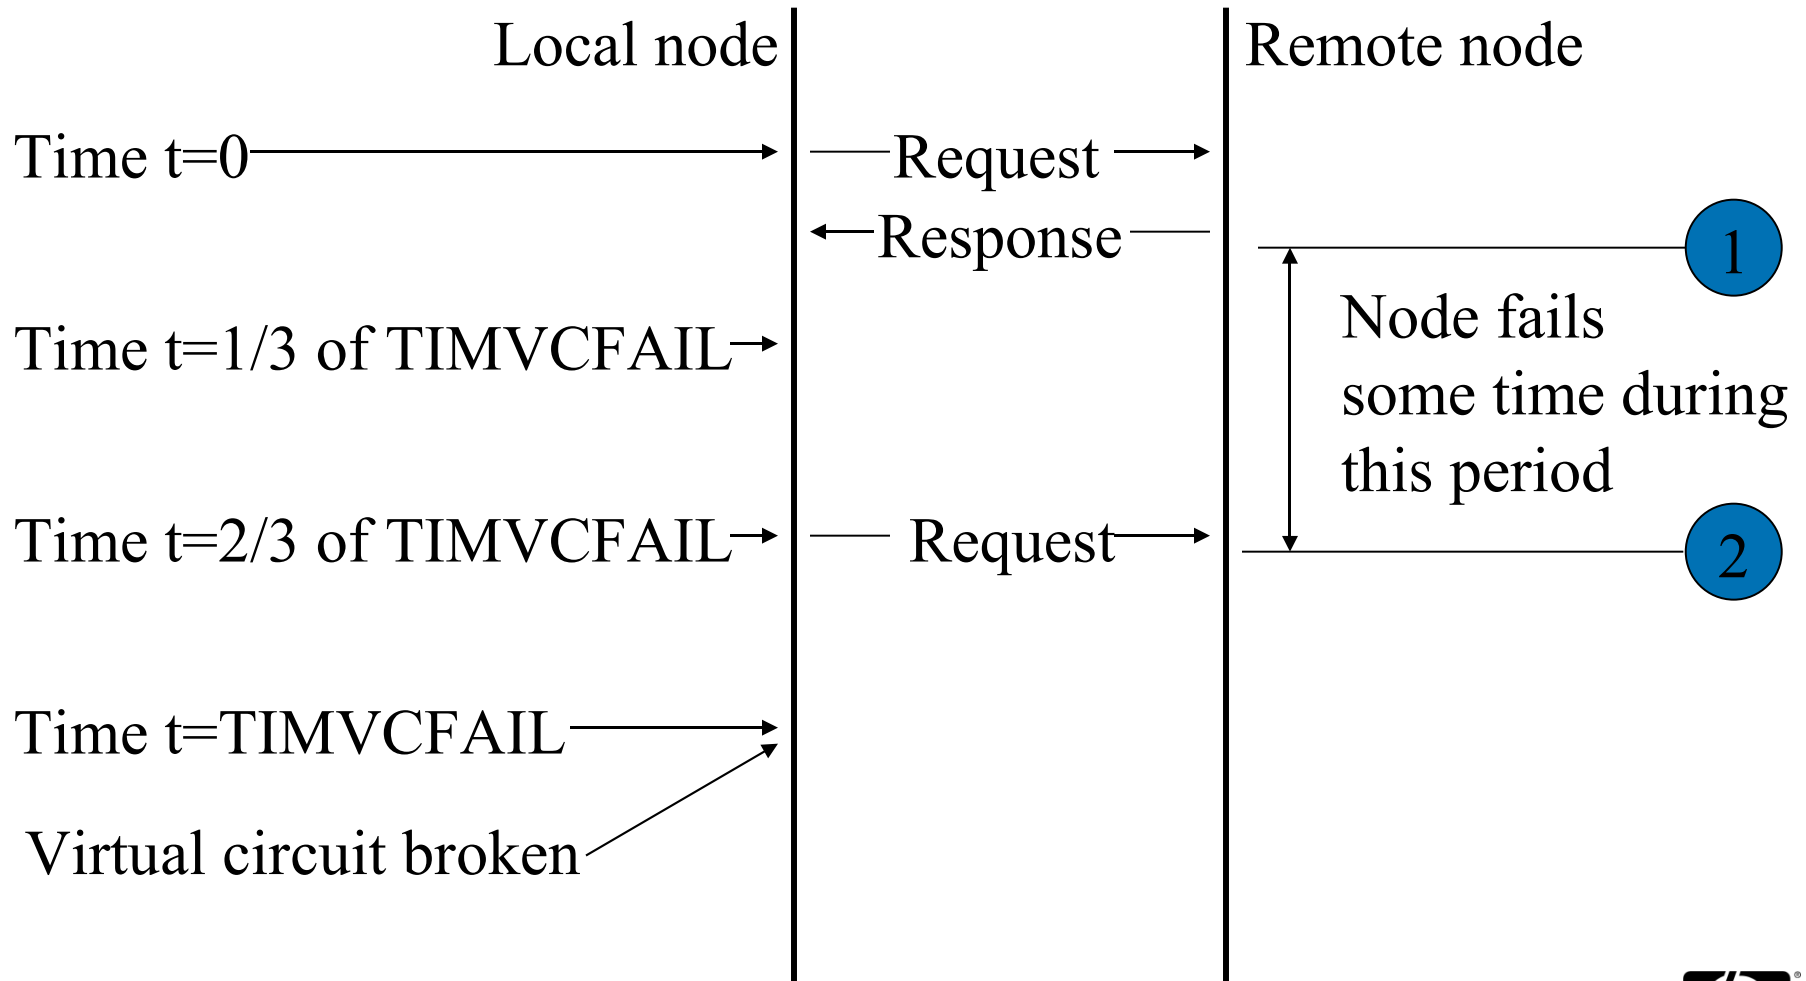 Local node
Remote node
Time t=0
Request
Response
1
Time t=1/3 of TIMVCFAIL
Node fails
some time during
this period
Time t=2/3 of TIMVCFAIL
Request
2
Time t=TIMVCFAIL
Virtual circuit broken
®